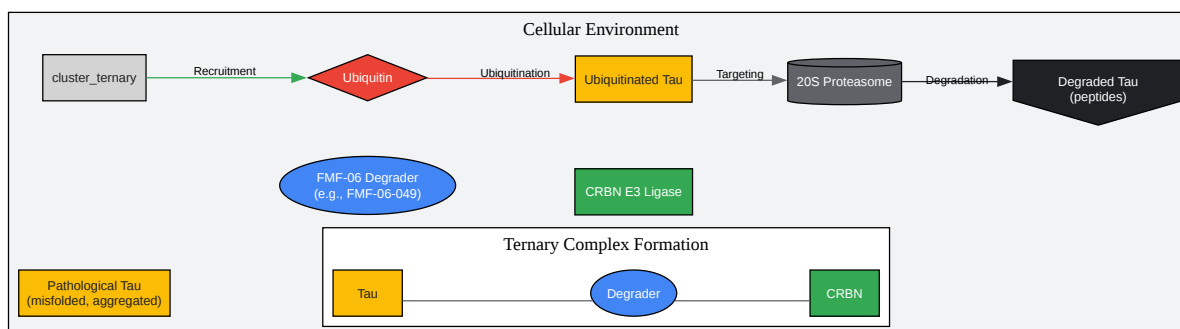 Cellular Environment
cluster_ternary
Recruitment
Ubiquitin
Ubiquitination
Ubiquitinated Tau
Targeting
20S Proteasome
Degradation
Degraded Tau
(peptides)
FMF-06 Degrader
(e.g., FMF-06-049)
CRBN E3 Ligase
Ternary Complex Formation
Pathological Tau
(misfolded, aggregated)
Tau
Degrader
CRBN